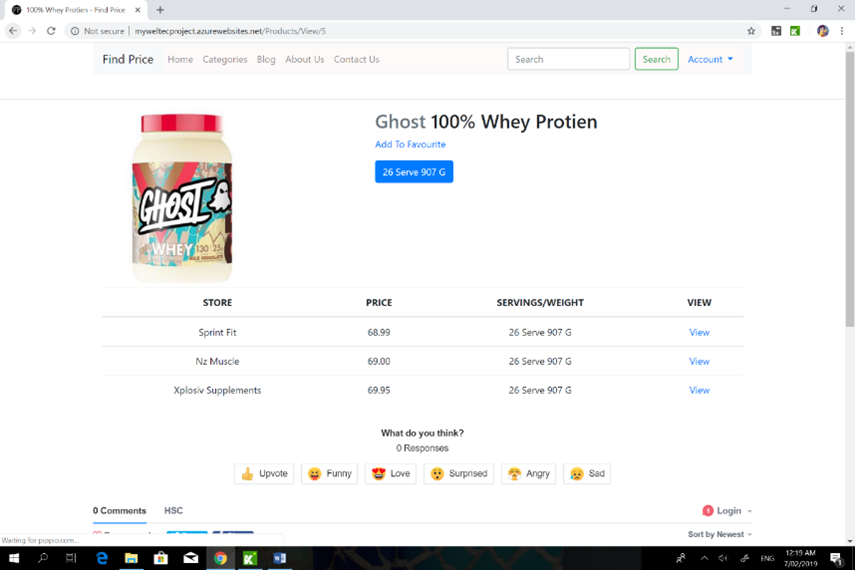 100% Whey Protien - Find Price
Not secure | myweltecproject.azurewebsites.net/Products/View/5
Find Price Home Categories Blog About Us Contact Us Search Search Account
Ghost 100% Whey Protien
Add To Favourite
26 Serve 907 G
GHOST
WHEY 130 25
STORE PRICE SERVINGS/WEIGHT VIEW
Sprint Fit 68.99 26 Serve 907 G View
Nz Muscle 69.00 26 Serve 907 G View
Xplosiv Supplements 69.95 26 Serve 907 G View
What do you think?
0 Responses
Upvote Funny Love Surprised Angry Sad
0 Comments HSC 1 Login
Sort by Newest
Waiting for pippio.com...
ENG 12:19 AM
7/02/2019